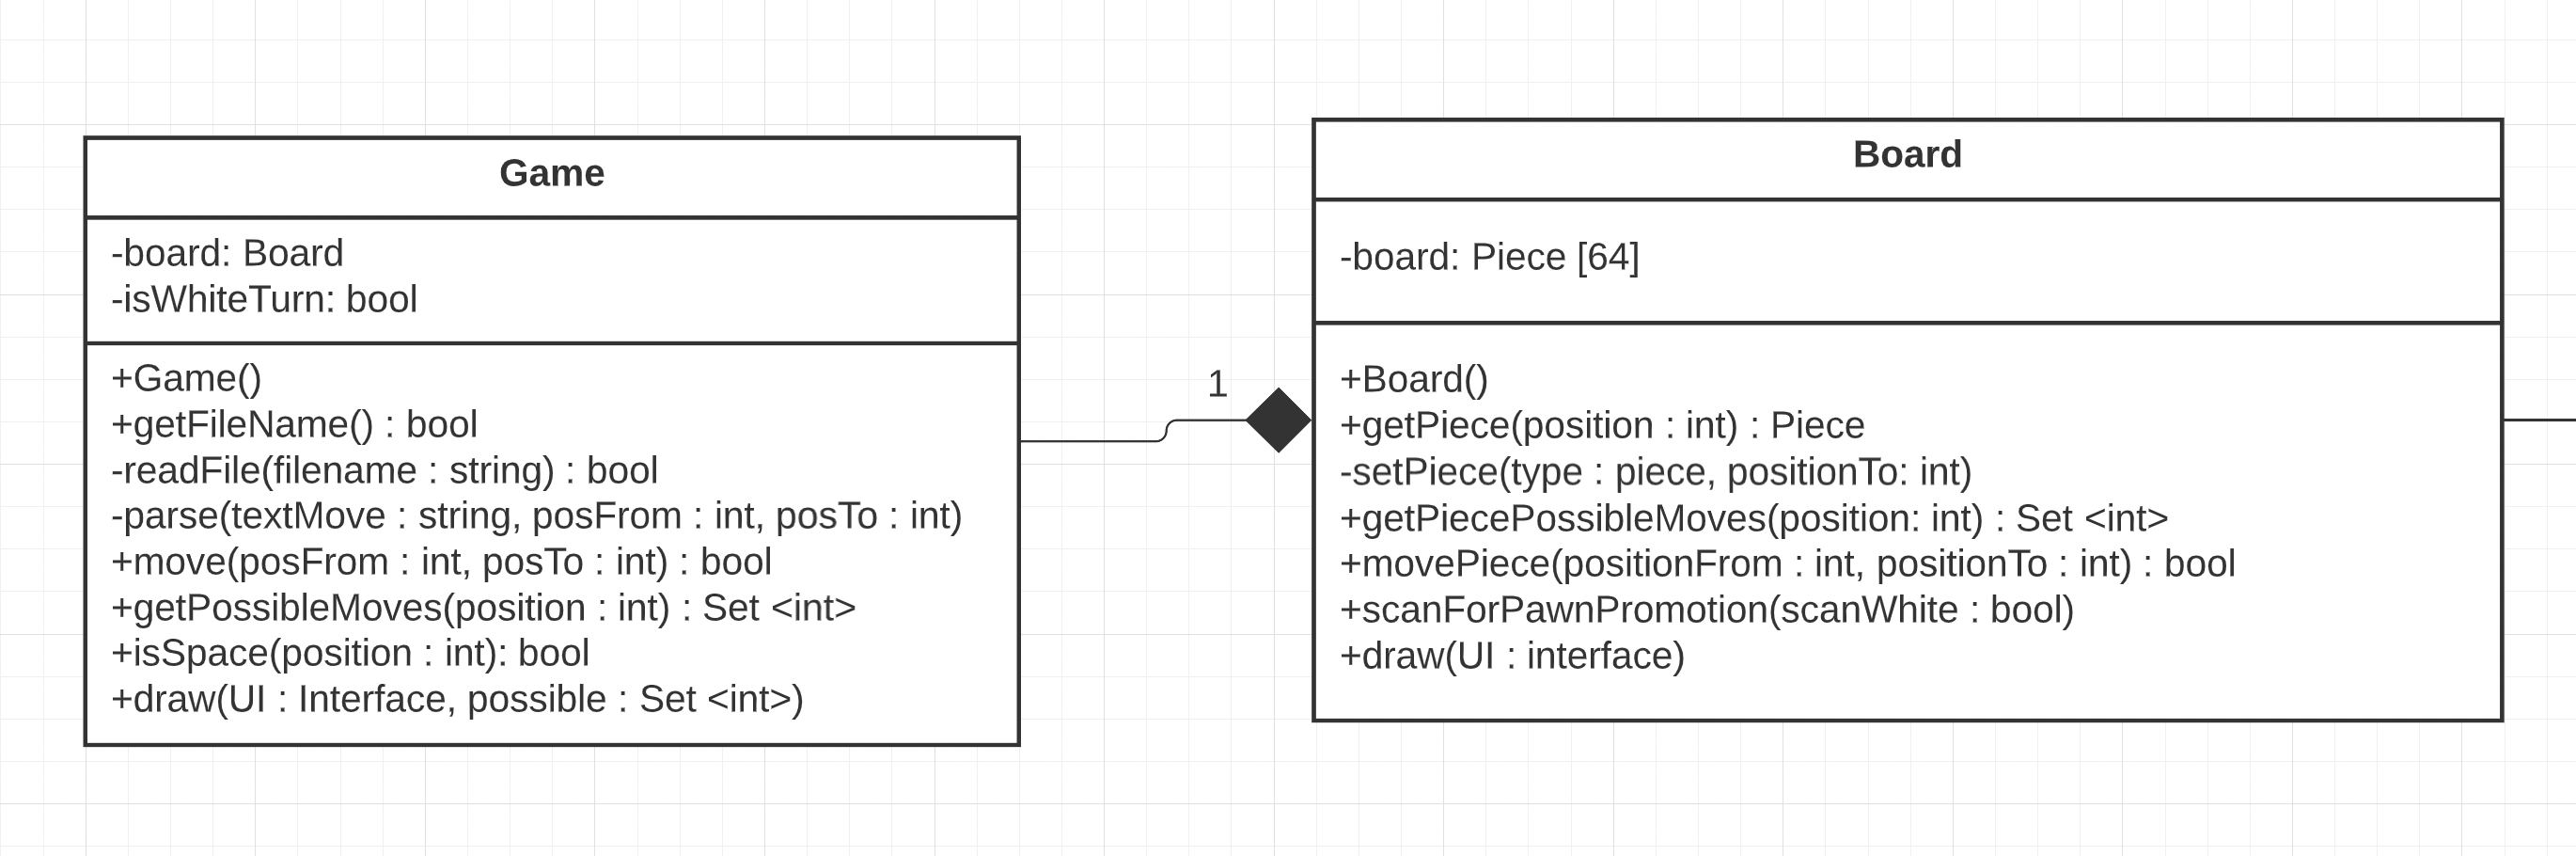 Game
-board: Board
-isWhiteTurn: bool
+Game()
+getFileName() : bool
-readFile(filename : string) : bool
-parse(textMove : string, posFrom : int, posTo : int)
+move(posFrom : int, posTo : int) : bool
+getPossibleMoves(position : int) : Set <int>
+isSpace(position : int): bool
+draw(UI : Interface, possible : Set <int>)
1
Board
-board: Piece [64]
+Board()
+getPiece(position : int) : Piece
-setPiece(type : piece, positionTo: int)
+getPiecePossibleMoves(position: int) : Set <int>
+movePiece(positionFrom : int, positionTo : int) : bool
+scanForPawnPromotion(scanWhite : bool)
+draw(UI : interface)